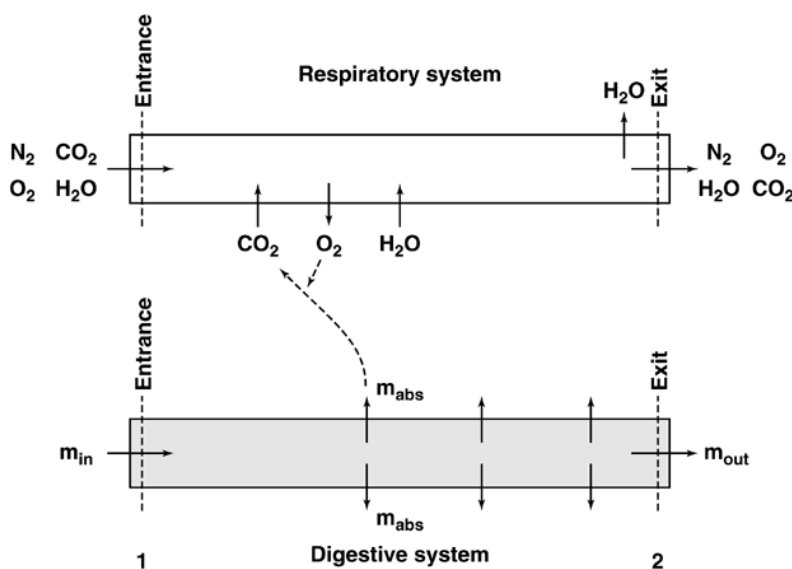 Respiratory system
Entrance
H₂O
Exit
N₂ CO₂
O₂ H₂O
N₂ O₂
H₂O CO₂
CO₂ O₂ H₂O
Entrance
mabs
Exit
min
mout
mabs
1 Digestive system 2